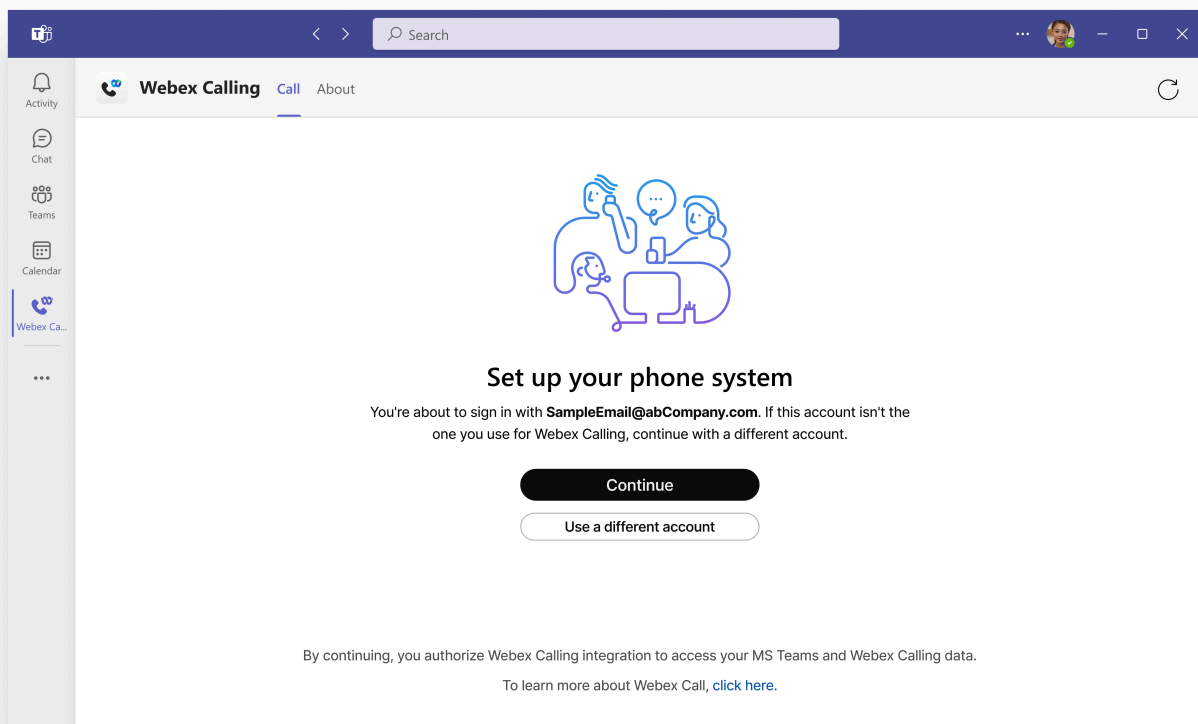 Search
Activity
Chat
Teams
Calendar
Webex Ca...
Webex Calling
Call
About
Set up your phone system
You're about to sign in with SampleEmail@abCompany.com. If this account isn't the
one you use for Webex Calling, continue with a different account.
Continue
Use a different account
By continuing, you authorize Webex Calling integration to access your MS Teams and Webex Calling data.
To learn more about Webex Call, click here.